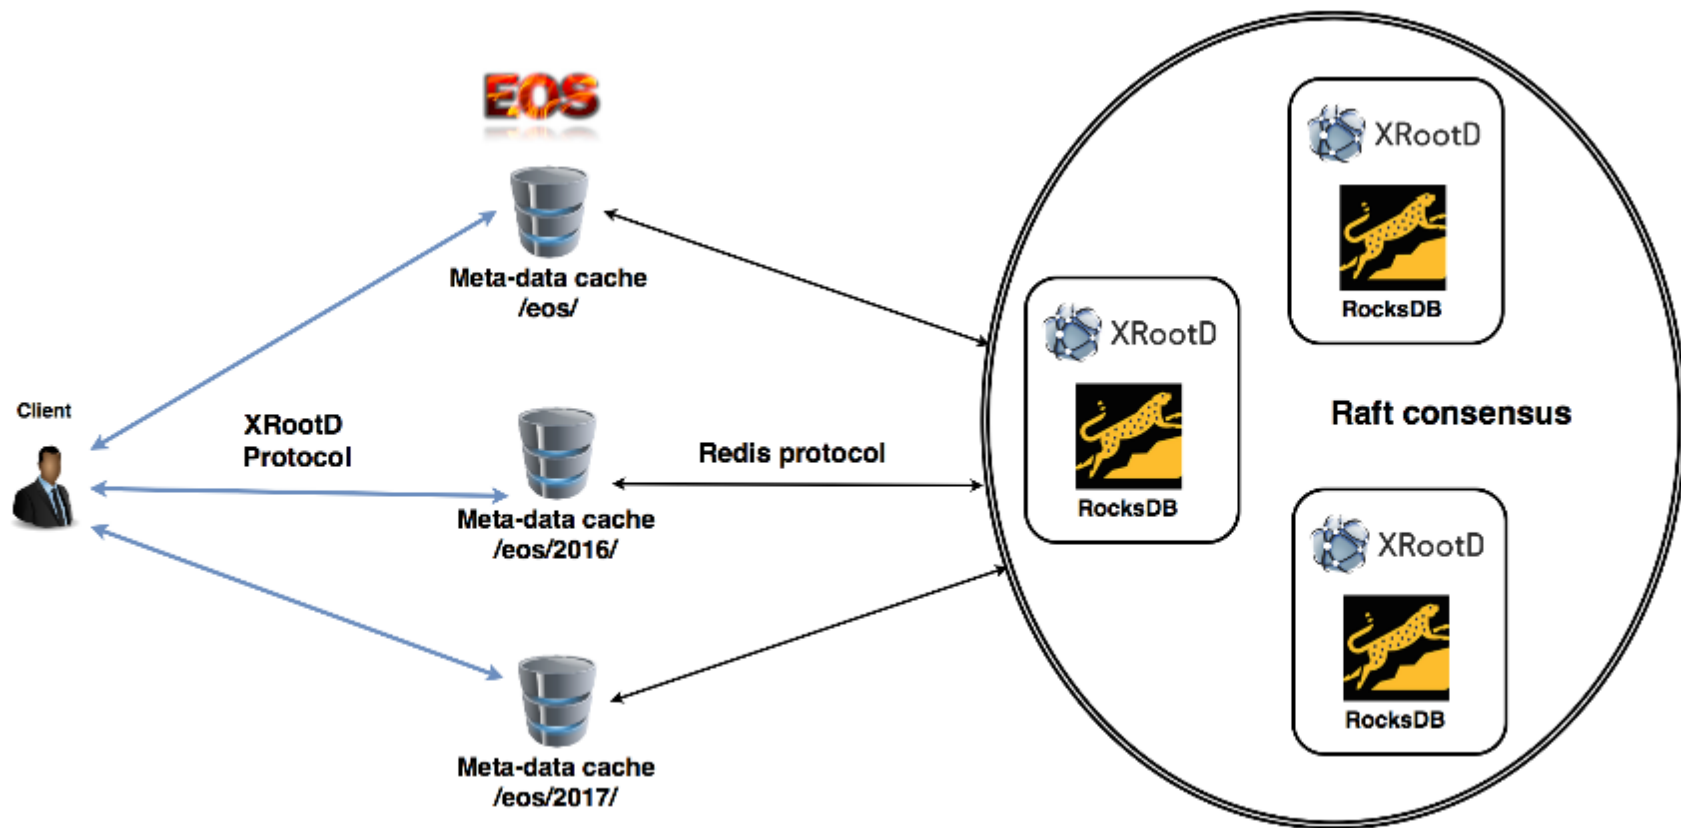 EOS
Meta-data cache
/eos/
Client
XRootD
Protocol
Meta-data cache
/eos/2016/
Redis protocol
Meta-data cache
/eos/2017/
XRootD
RocksDB
XRootD
RocksDB
Raft consensus
XRootD
RocksDB